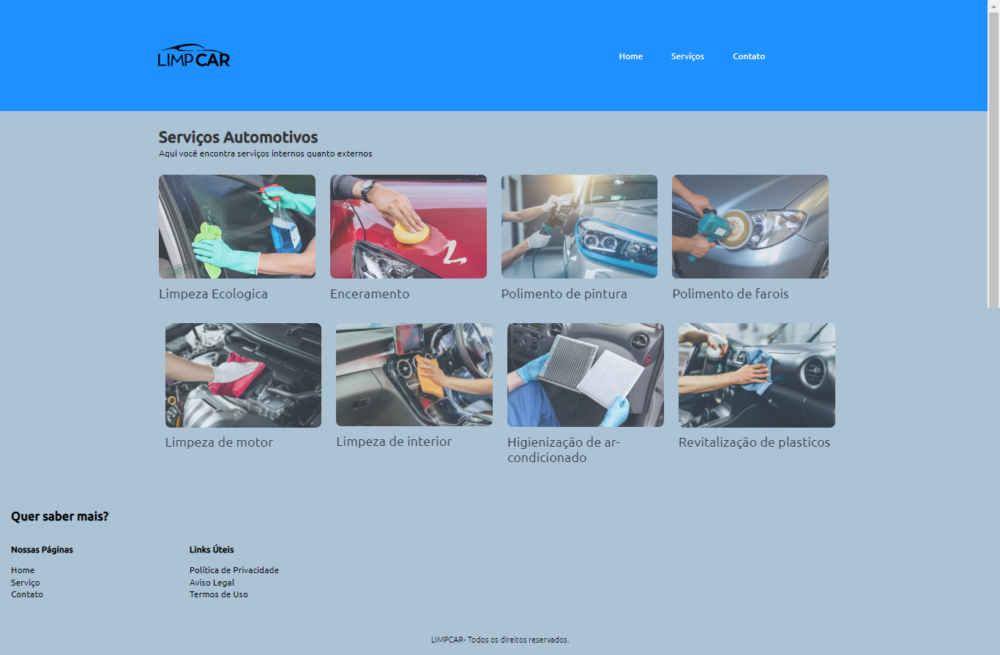 LIMP CAR
Home Serviços Contato
Serviços Automotivos
Aqui você encontra serviços internos quanto externos
Limpeza Ecologica
Enceramento
Polimento de pintura
Polimento de farois
Limpeza de motor
Limpeza de interior
Higienização de ar-
condicionado
Revitalização de plasticos
Quer saber mais?
Nossas Páginas
Home
Serviço
Contato
Links Úteis
Política de Privacidade
Aviso Legal
Termos de Uso
LIMPCAR- Todos os direitos reservados.